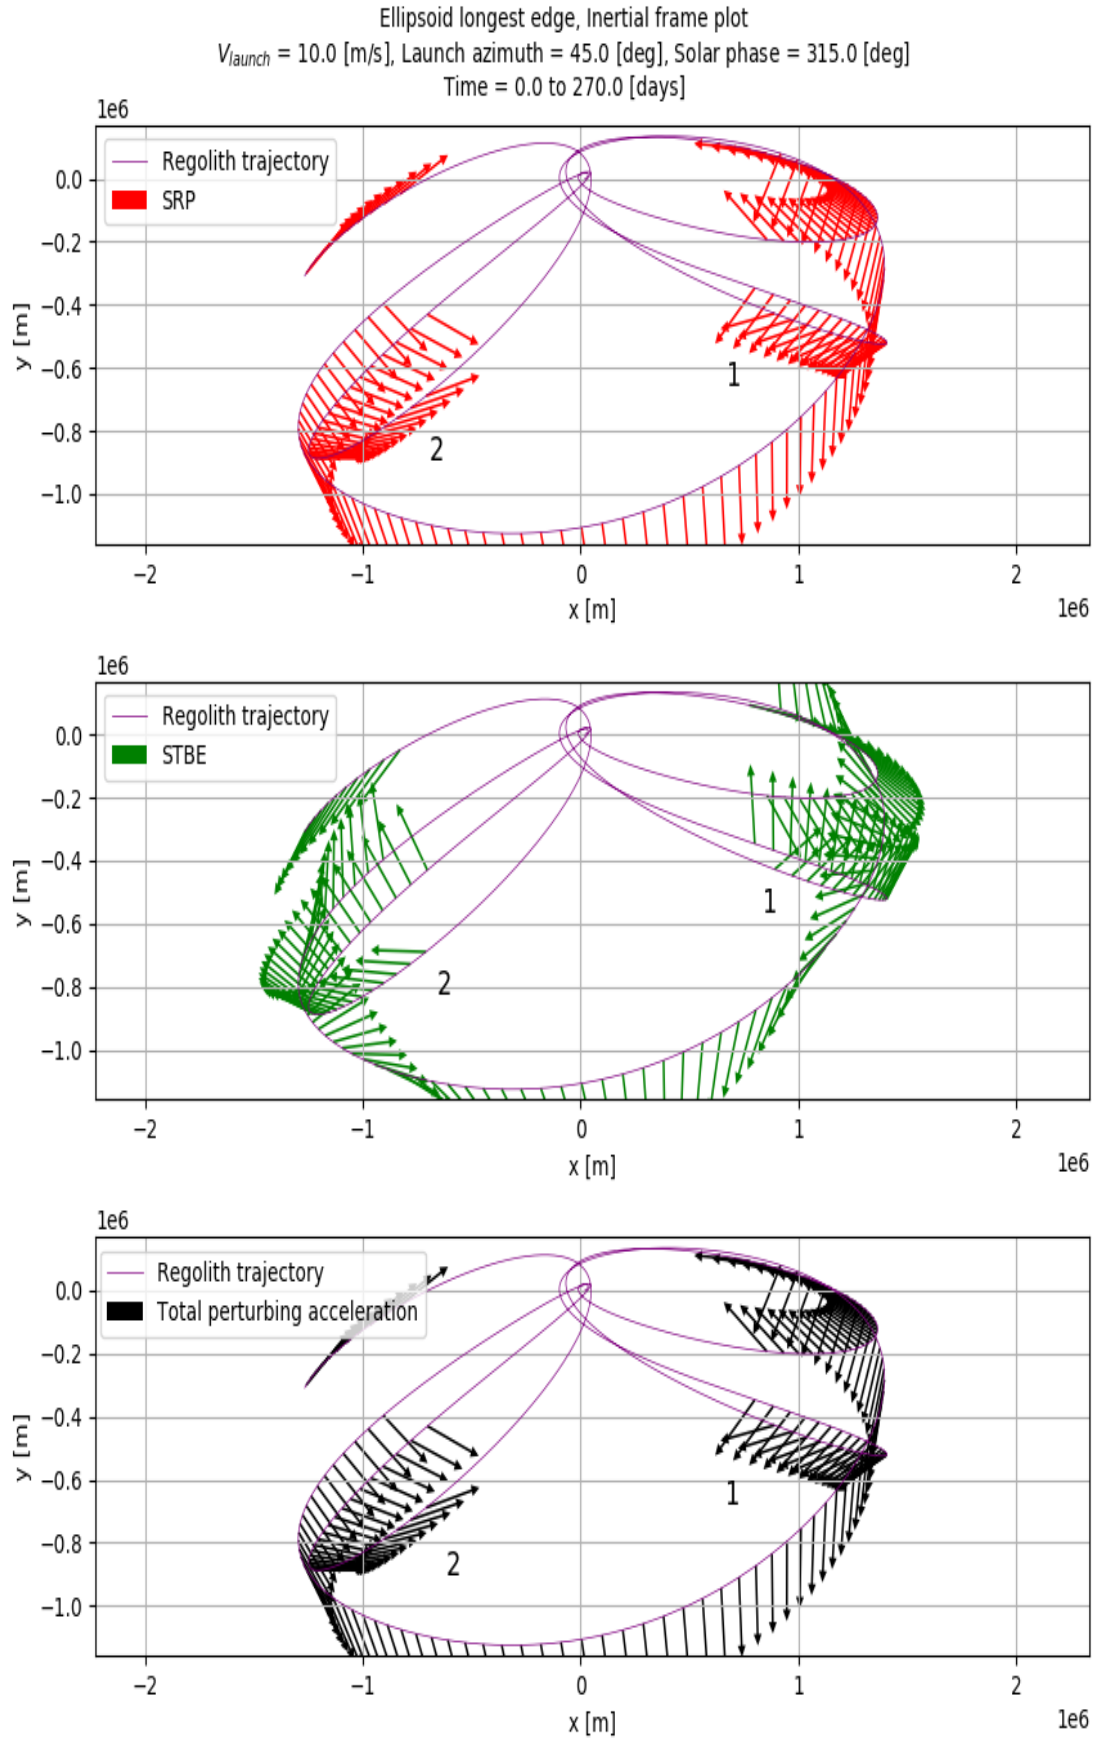 Ellipsoid longest edge, Inertial frame plot
V_launch = 10.0 [m/s], Launch azimuth = 45.0 [deg], Solar phase = 315.0 [deg]
Time = 0.0 to 270.0 [days]
1e6
Regolith trajectory
SRP
0.0
−0.2
−0.4
−0.6
−0.8
−1.0
y [m]
1
2
−2 −1 0 1 2
x [m]
1e6
1e6
Regolith trajectory
STBE
0.0
−0.2
−0.4
−0.6
−0.8
−1.0
y [m]
1
2
−2 −1 0 1 2
x [m]
1e6
1e6
Regolith trajectory
Total perturbing acceleration
0.0
−0.2
−0.4
−0.6
−0.8
−1.0
y [m]
1
2
−2 −1 0 1 2
x [m]
1e6